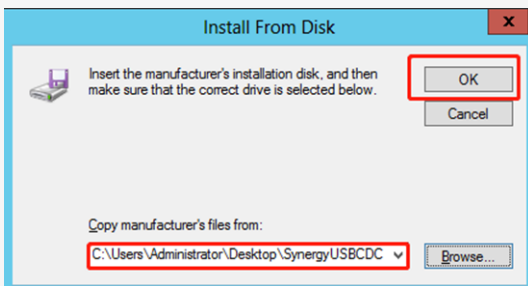 Install From Disk
x
Insert the manufacturer's installation disk, and then
make sure that the correct drive is selected below.
OK
Cancel
Copy manufacturer's files from:
C:\Users\Administrator\Desktop\SynergyUSBCDC
Browse...